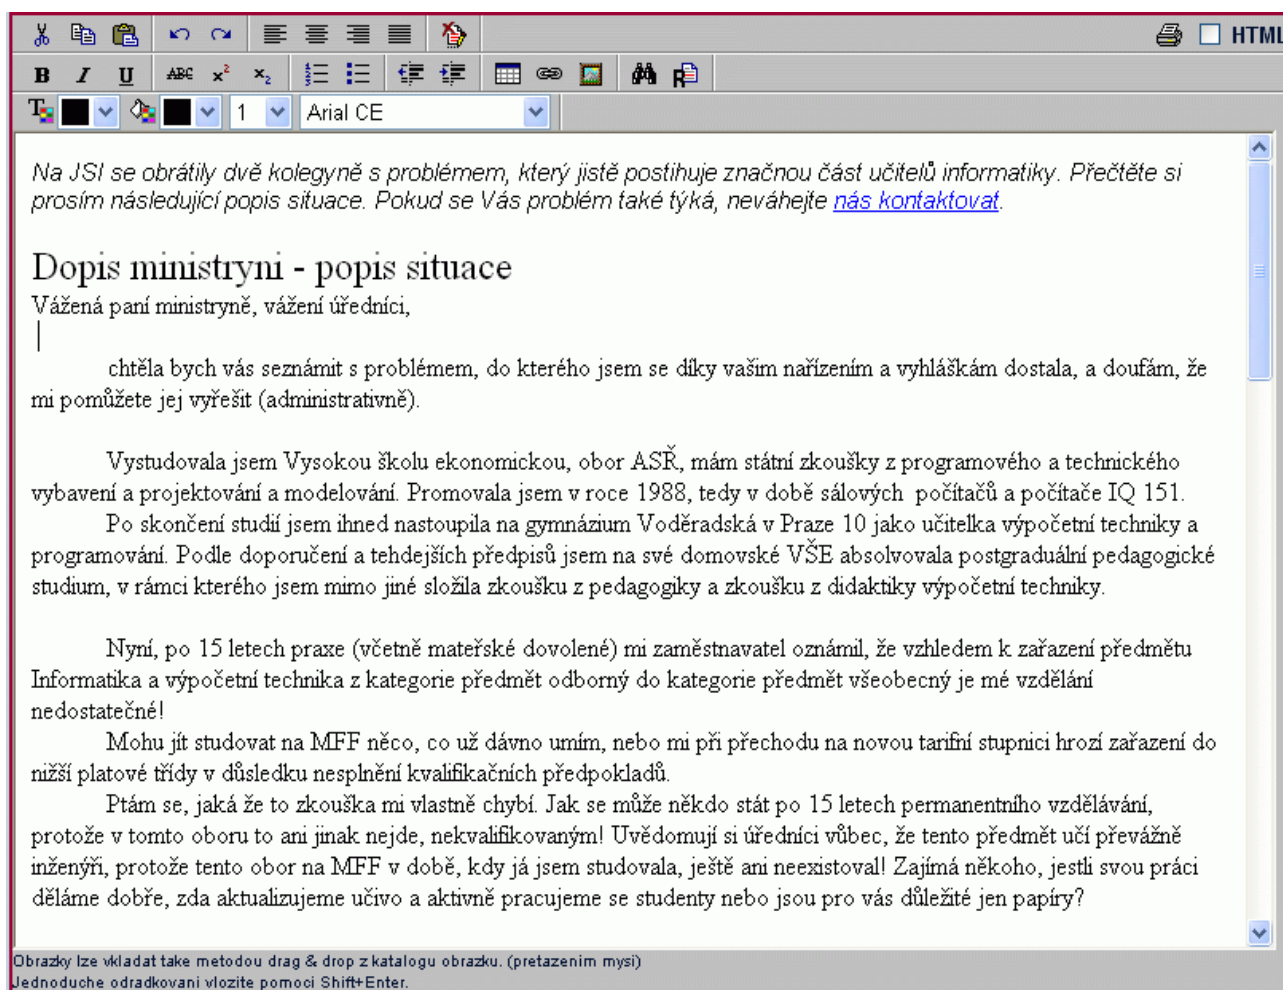 HTML
B I U ABC x² x₂
1 Arial CE
Na JSI se obrátily dvě kolegyně s problémem, který jistě postihuje značnou část učitelů informatiky. Přečtěte si
prosím následující popis situace. Pokud se Vás problém také týká, neváhejte nás kontaktovat.
Dopis ministryni - popis situace
Vážená paní ministryně, vážení úředníci,
chtěla bych vás seznámit s problémem, do kterého jsem se díky vašim nařízením a vyhláškám dostala, a doufám, že
mi pomůžete jej vyřešit (administrativně).
Vystudovala jsem Vysokou školu ekonomickou, obor ASŘ, mám státní zkoušky z programového a technického
vybavení a projektování a modelování. Promovala jsem v roce 1988, tedy v době sálových počítačů a počítače IQ 151.
Po skončení studií jsem ihned nastoupila na gymnázium Voděradská v Praze 10 jako učitelka výpočetní techniky a
programování. Podle doporučení a tehdejších předpisů jsem na své domovské VŠE absolvovala postgraduální pedagogické
studium, v rámci kterého jsem mimo jiné složila zkoušku z pedagogiky a zkoušku z didaktiky výpočetní techniky.
Nyní, po 15 letech praxe (včetně mateřské dovolené) mi zaměstnavatel oznámil, že vzhledem k zařazení předmětu
Informatika a výpočetní technika z kategorie předmět odborný do kategorie předmět všeobecný je mé vzdělání
nedostatečné!
Mohu jít studovat na MFF něco, co už dávno umím, nebo mi při přechodu na novou tarifní stupnici hrozí zařazení do
nižší platové třídy v důsledku nesplnění kvalifikačních předpokladů.
Ptám se, jaká že to zkouška mi vlastně chybí. Jak se může někdo stát po 15 letech permanentního vzdělávání,
protože v tomto oboru to ani jinak nejde, nekvalifikovaným! Uvědomují si úředníci vůbec, že tento předmět učí převážně
inženýři, protože tento obor na MFF v době, kdy já jsem studovala, ještě ani neexistoval! Zajímá někoho, jestli svou práci
děláme dobře, zda aktualizujeme učivo a aktivně pracujeme se studenty nebo jsou pro vás důležité jen papíry?
Obrazky lze vkladat take metodou drag & drop z katalogu obrazku. (pretazenim mysi)
Jednoduche odradkovani vlozite pomoci Shift+Enter.